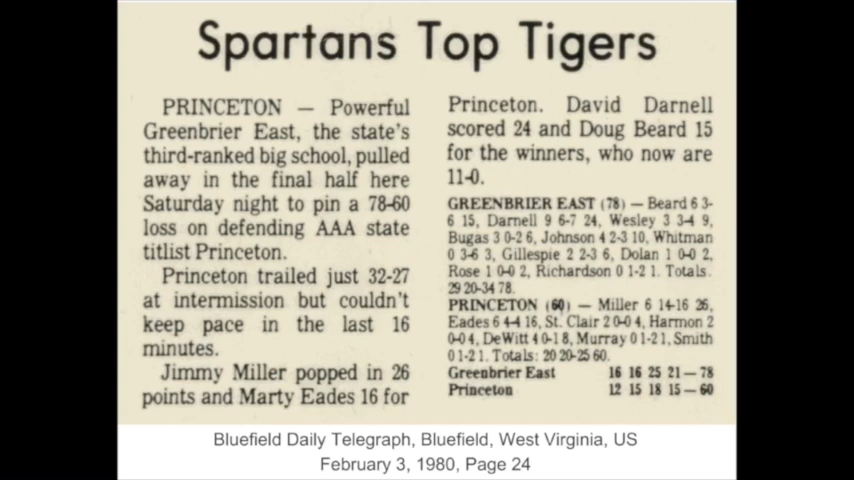 Spartans Top Tigers
PRINCETON — Powerful
Greenbrier East, the state's
third-ranked big school, pulled
away in the final half here
Saturday night to pin a 78-60
loss on defending AAA state
titlist Princeton.
Princeton trailed just 32-27
at intermission but couldn't
keep pace in the last 16
minutes.
Jimmy Miller popped in 26
points and Marty Eades 16 for
Princeton. David Darnell
scored 24 and Doug Beard 15
for the winners, who now are
11-0.
GREENBRIER EAST (78) — Beard 6 3-
6 15, Darnell 9 6-7 24, Wesley 3 3-4 9,
Bugas 3 0-2 6, Johnson 4 2-3 10, Whitman
0 3-6 3, Gillespie 2 2-3 6, Dolan 1 0-0 2,
Rose 1 0-0 2, Richardson 0 1-2 1. Totals.
29 20-34 78.
PRINCETON (60) — Miller 6 14-16 26,
Eades 6 4-4 16, St. Clair 2 0-0 4, Harmon 2
0-0 4, DeWitt 4 0-1 8, Murray 0 1-2 1, Smith
0 1-2 1. Totals: 20 20-25 60.
Greenbrier East 16 16 25 21 — 78
Princeton 12 15 18 15 — 60
Bluefield Daily Telegraph, Bluefield, West Virginia, US
February 3, 1980, Page 24